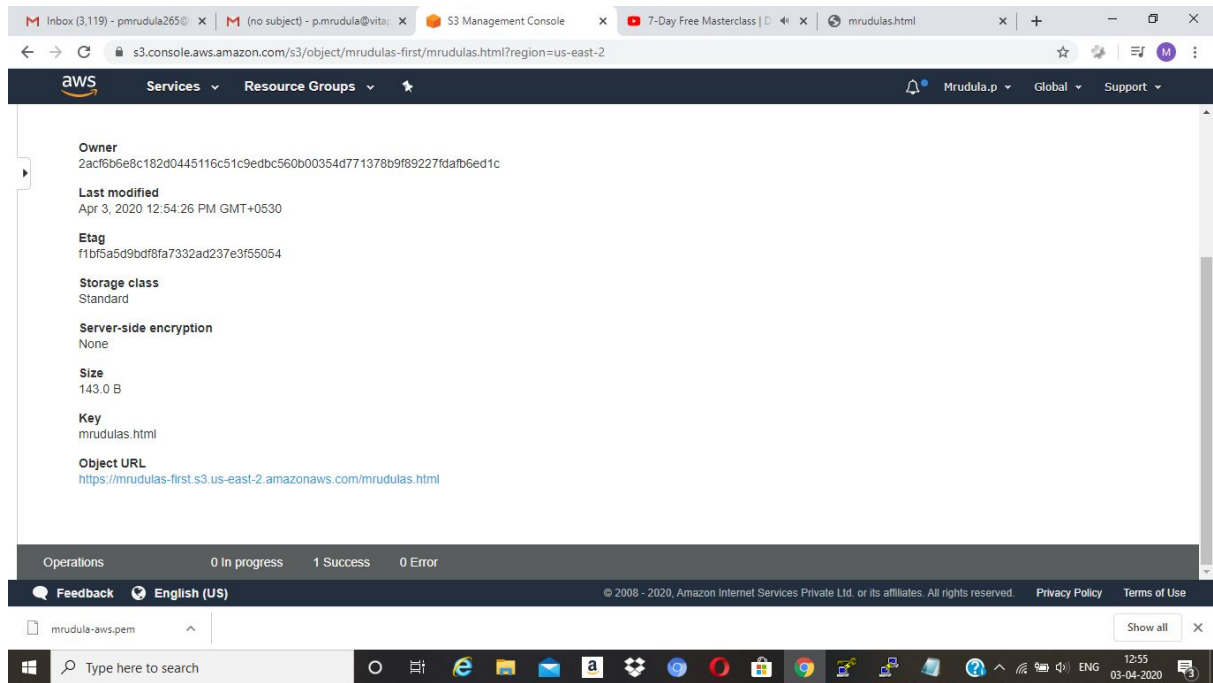 Inbox (3,119) - pmrudula265@ (no subject) - p.mrudula@vitap S3 Management Console 7-Day Free Masterclass | D mrudulas.html
s3.console.aws.amazon.com/s3/object/mrudulas-first/mrudulas.html?region=us-east-2 M
aws Services Resource Groups Mrudula.p Global Support
Owner
2acf6b6e8c182d0445116c51c9edbc560b00354d771378b9f89227fdafb6ed1c
Last modified
Apr 3, 2020 12:54:26 PM GMT+0530
Etag
f1bf5a5d9bdf8fa7332ad237e3f55054
Storage class
Standard
Server-side encryption
None
Size
143.0 B
Key
mrudulas.html
Object URL
https://mrudulas-first.s3.us-east-2.amazonaws.com/mrudulas.html
Operations 0 In progress 1 Success 0 Error
Feedback English (US) © 2008 - 2020, Amazon Internet Services Private Ltd. or its affiliates. All rights reserved. Privacy Policy Terms of Use
mrudula-aws.pem Show all
Type here to search ENG 12:55
03-04-2020 3